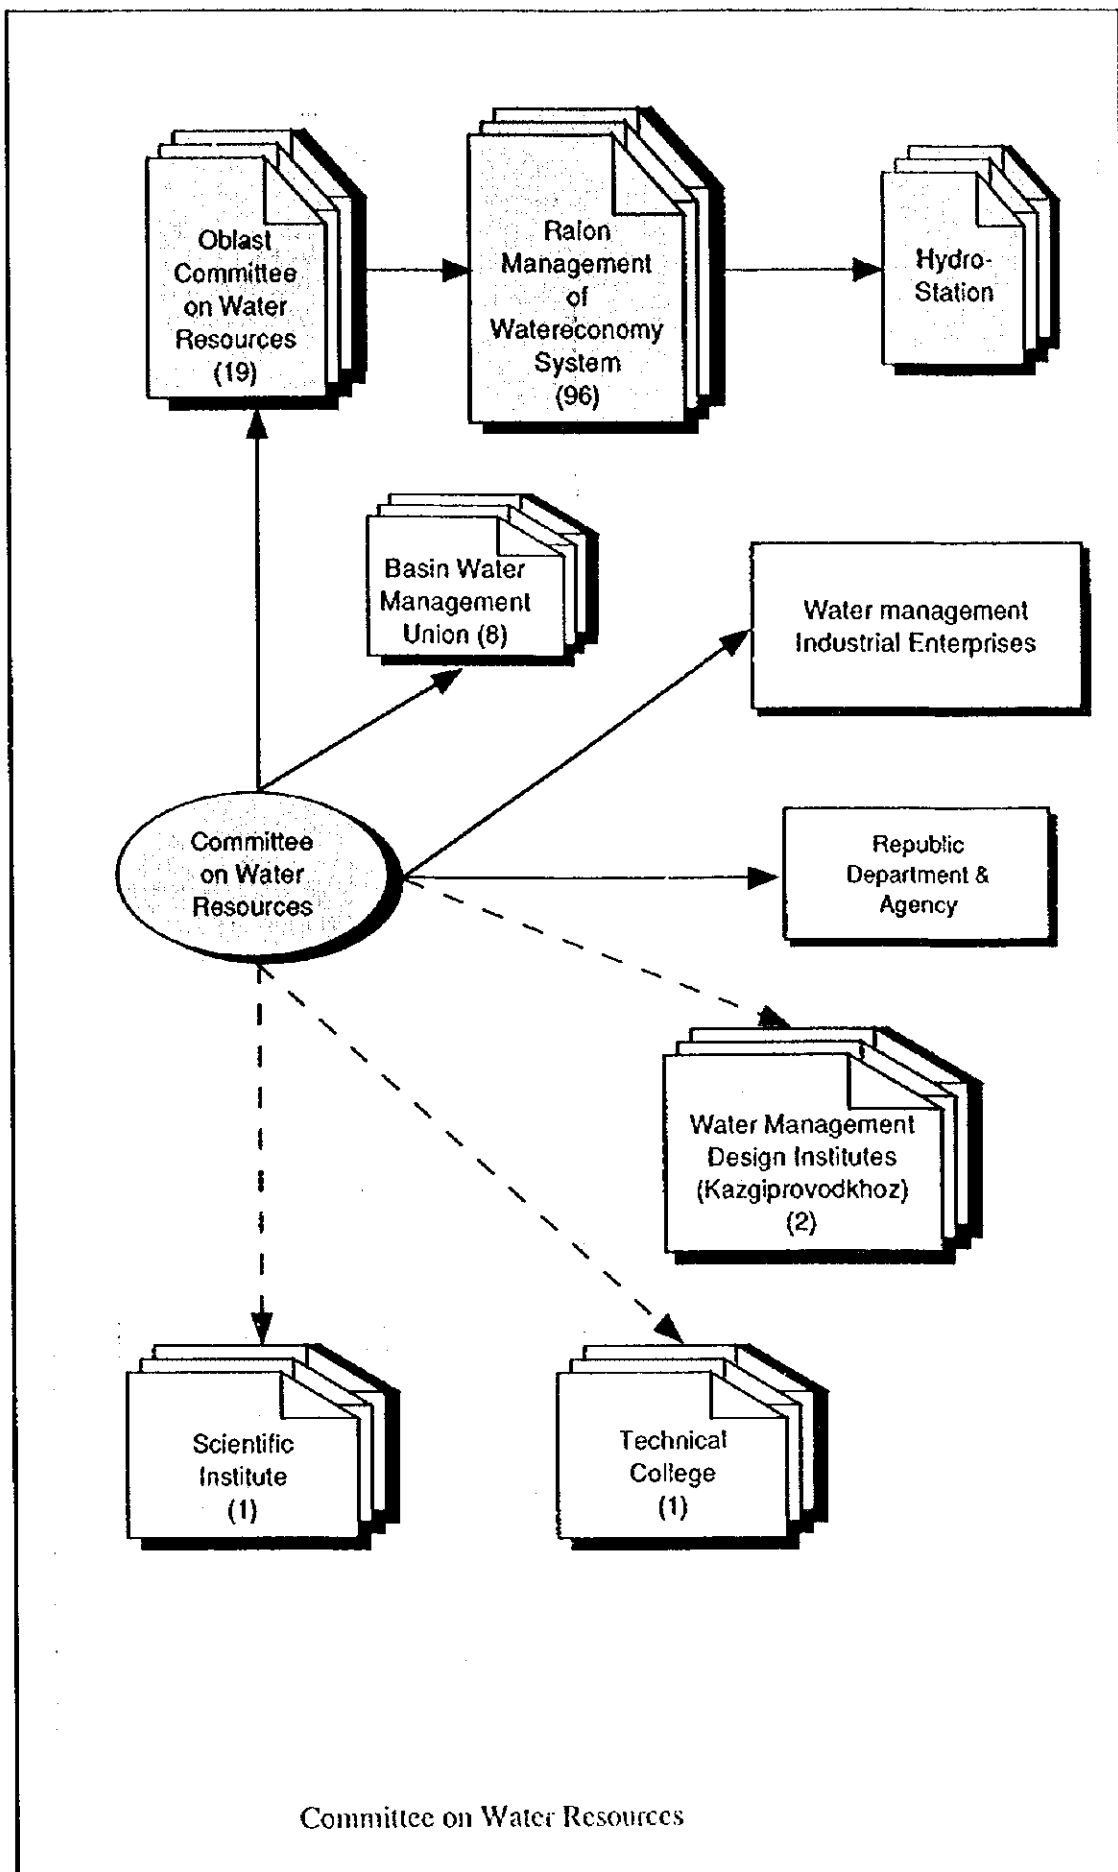 Oblast
Committee
on Water
Resources
(19)
Raion
Management
of
Watereconomy
System
(96)
Hydro-
Station
Basin Water
Management
Union (8)
Water management
Industrial Enterprises
Committee
on Water
Resources
Republic
Department &
Agency
Water Management
Design Institutes
(Kazgiprovodkhoz)
(2)
Scientific
Institute
(1)
Technical
College
(1)
Committee on Water Resources